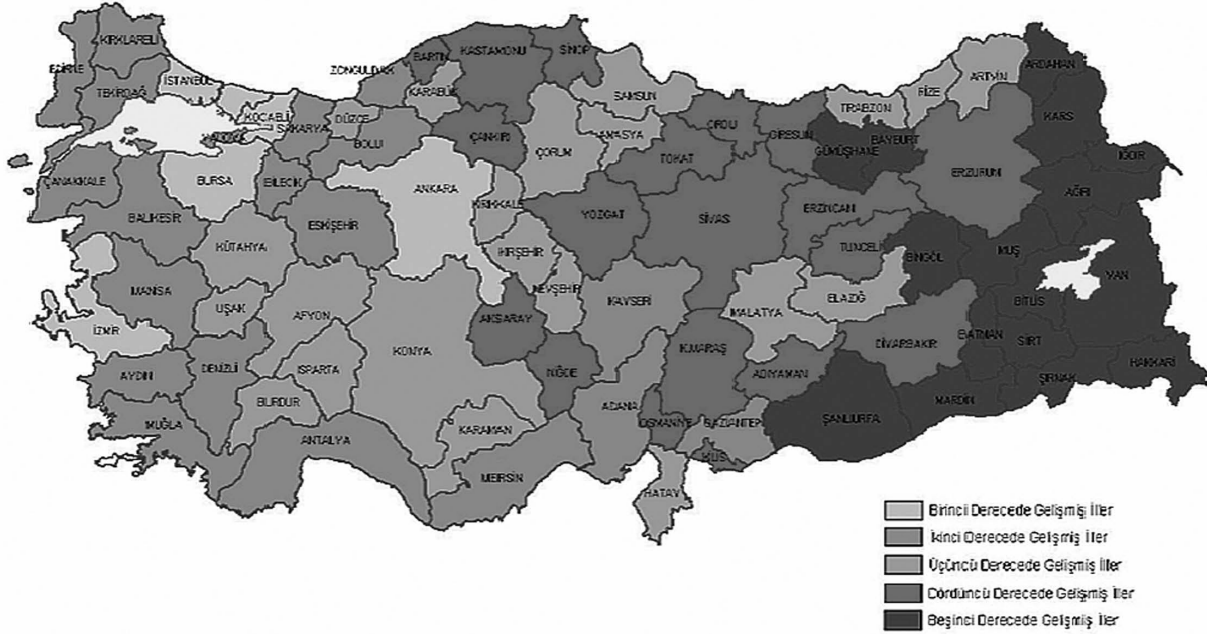 KIRKLARELİ
EDİRNE
TEKİRDAĞ
İSTANBUL
KOCAELİ
SAKARYA
DÜZCE
BOLU
ZONGULDAK
BARTIN
KARABÜK
KASTAMONU
SİNOP
ÇANKIRI
ÇORUM
SAMSUN
AMASYA
ORDU
TOKAT
GİRESUN
TRABZON
GÜMÜŞHANE
BAYBURT
RİZE
ARTVİN
ARDAHAN
KARS
IĞDIR
AĞRI
ERZURUM
ERZİNCAN
TUNCELİ
BİNGÖL
MUŞ
VAN
BİTLİS
SİİRT
BATMAN
HAKKARİ
ŞIRNAK
MARDİN
DİYARBAKIR
ŞANLIURFA
ELAZIĞ
MALATYA
ADIYAMAN
K.MARAŞ
GAZİANTEP
KİLİS
OSMANİYE
HATAY
ADANA
SİVAS
YOZGAT
KAYSERİ
NEVŞEHİR
KIRŞEHİR
KIRIKKALE
ANKARA
AKSARAY
NİĞDE
KONYA
KARAMAN
MERSİN
ANTALYA
ISPARTA
BURDUR
AFYON
ESKİŞEHİR
BİLECİK
BURSA
KÜTAHYA
UŞAK
DENİZLİ
MUĞLA
AYDIN
İZMİR
MANİSA
BALIKESİR
ÇANAKKALE
Birincii Derecede Gelişmiş İller
İkinci Derecede Gelişmiş İller
Üçüncü Derecede Gelişmiş İller
Dördüncü Derecede Gelişmiş İller
Beşinci Derecede Gelişmiş İller